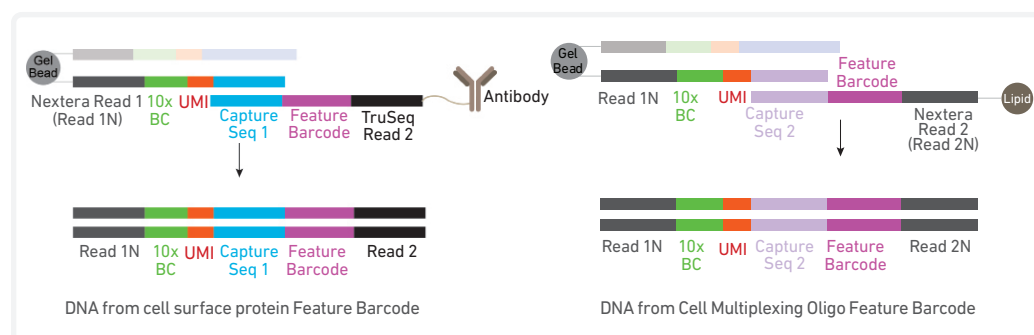 Gel
Bead
Nextera Read 1
(Read 1N)
10x
BC
UMI
Capture
Seq 1
Feature
Barcode
TruSeq
Read 2
Antibody
Read 1N
10x
BC
UMI
Capture
Seq 1
Feature
Barcode
Read 2
DNA from cell surface protein Feature Barcode
Gel
Bead
Feature
Barcode
Read 1N
10x
BC
UMI
Capture
Seq 2
Nextera
Read 2
(Read 2N)
Lipid
Read 1N
10x
BC
UMI
Capture
Seq 2
Feature
Barcode
Read 2N
DNA from Cell Multiplexing Oligo Feature Barcode